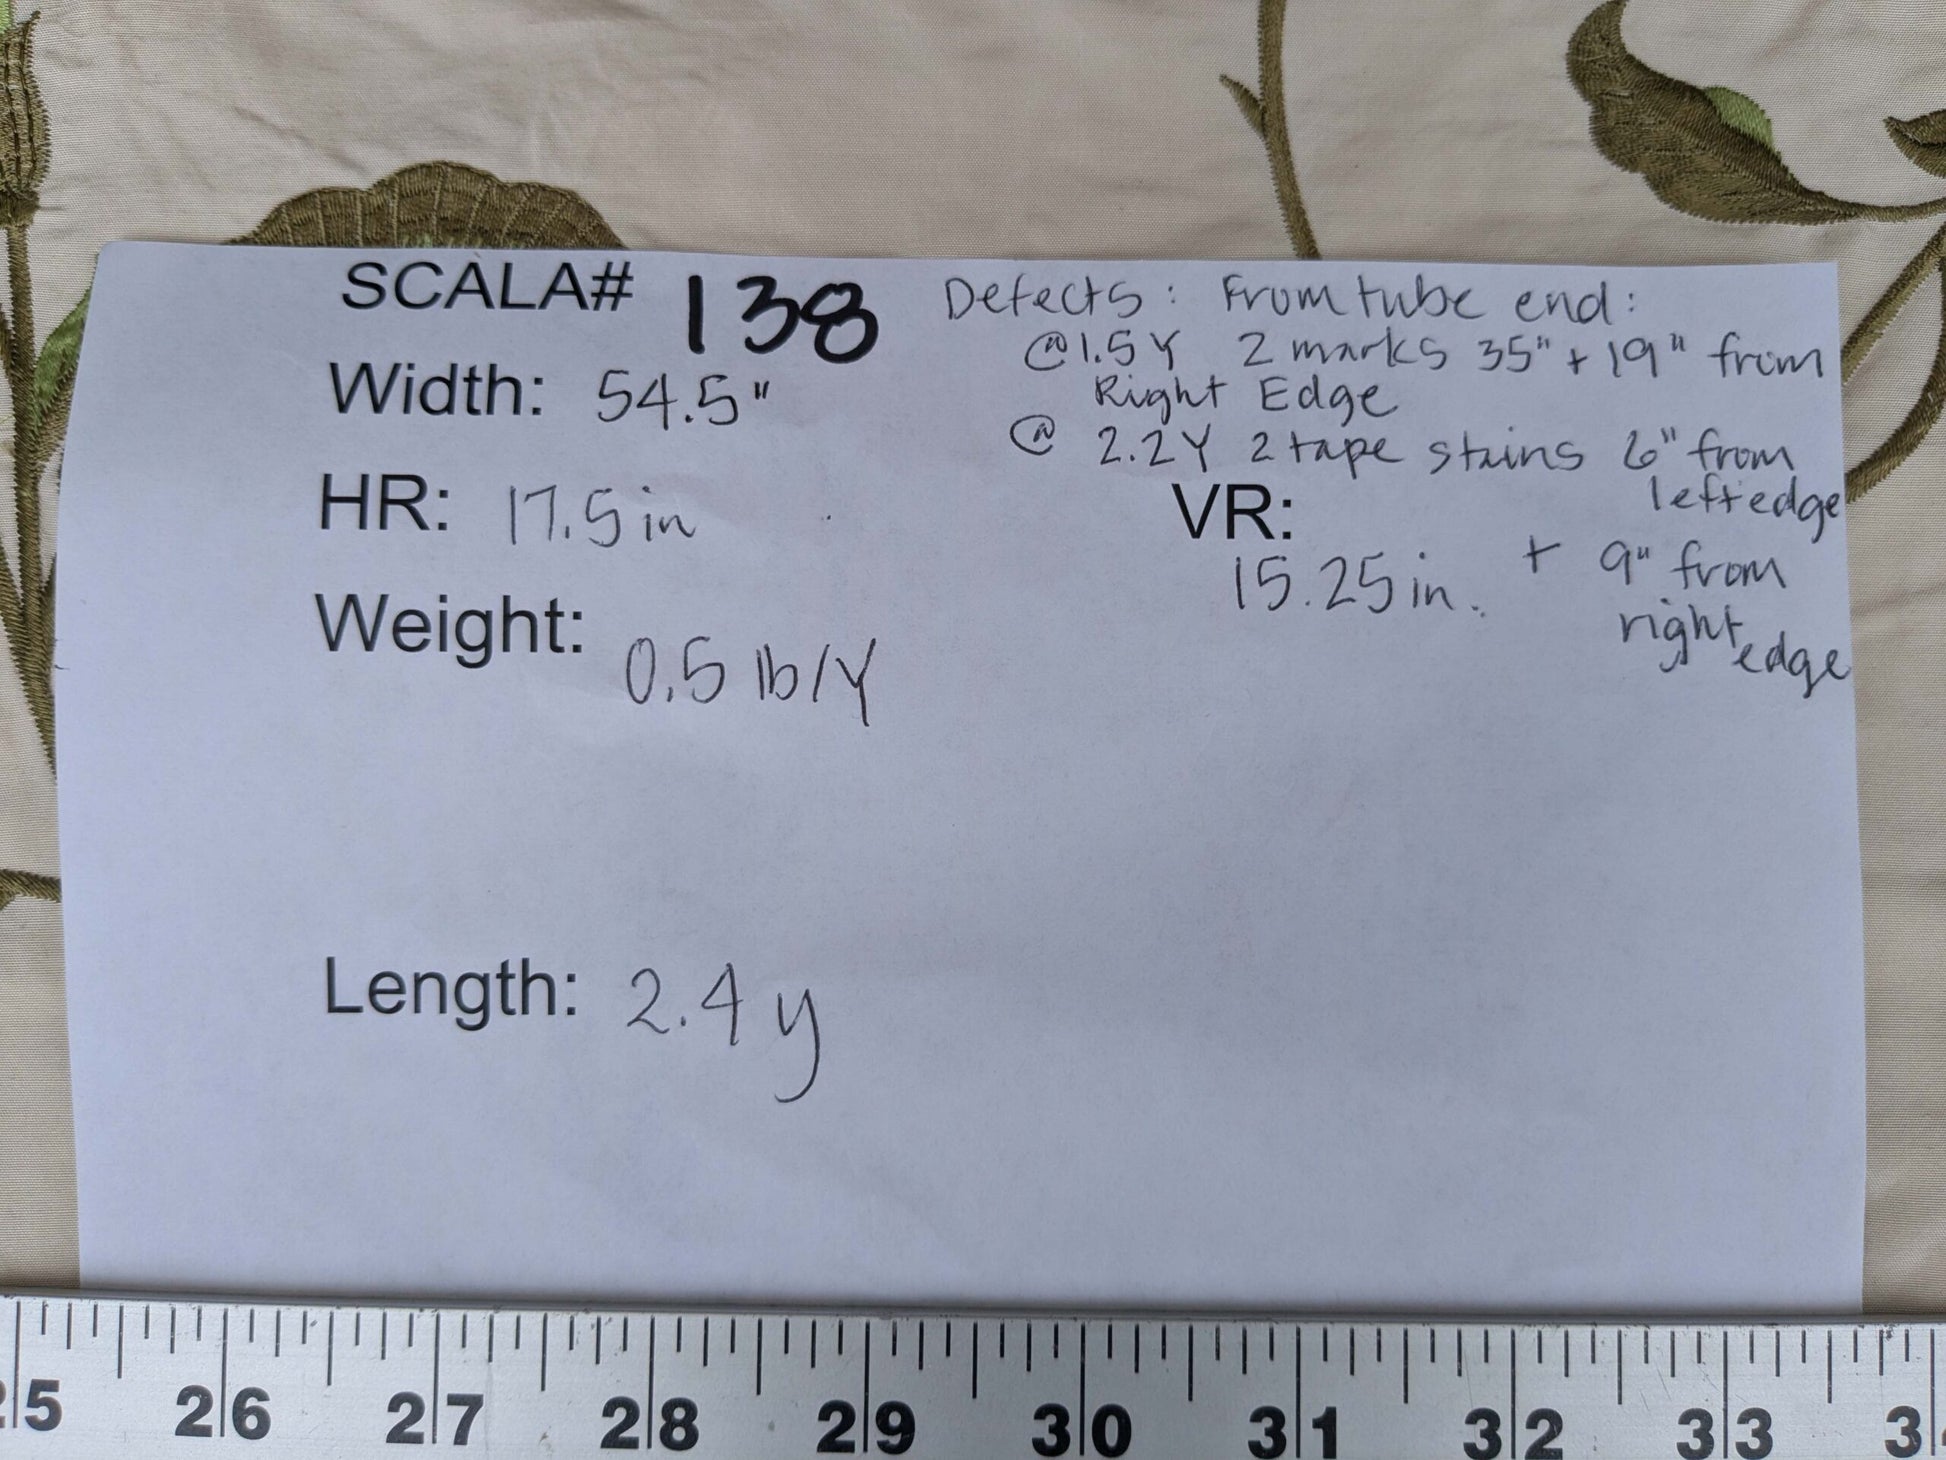 SCALA# 138
Defects: From tube end:
@1.5Y 2 marks 35" + 19" from
Right Edge
@ 2.2Y 2 tape stains 6" from
left edge
+ 9" from
right
edge
Width: 54.5"
HR: 17.5 in
VR:
15.25 in.
Weight: 0.5 lb/Y
Length: 2.4 y
25 26 27 28 29 30 31 32 33 3